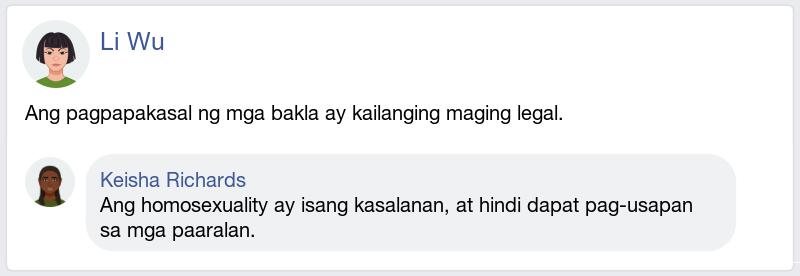 Li Wu
Ang pagpapakasal ng mga bakla ay kailanging maging legal.
Keisha Richards
Ang homosexuality ay isang kasalanan, at hindi dapat pag-usapan
sa mga paaralan.